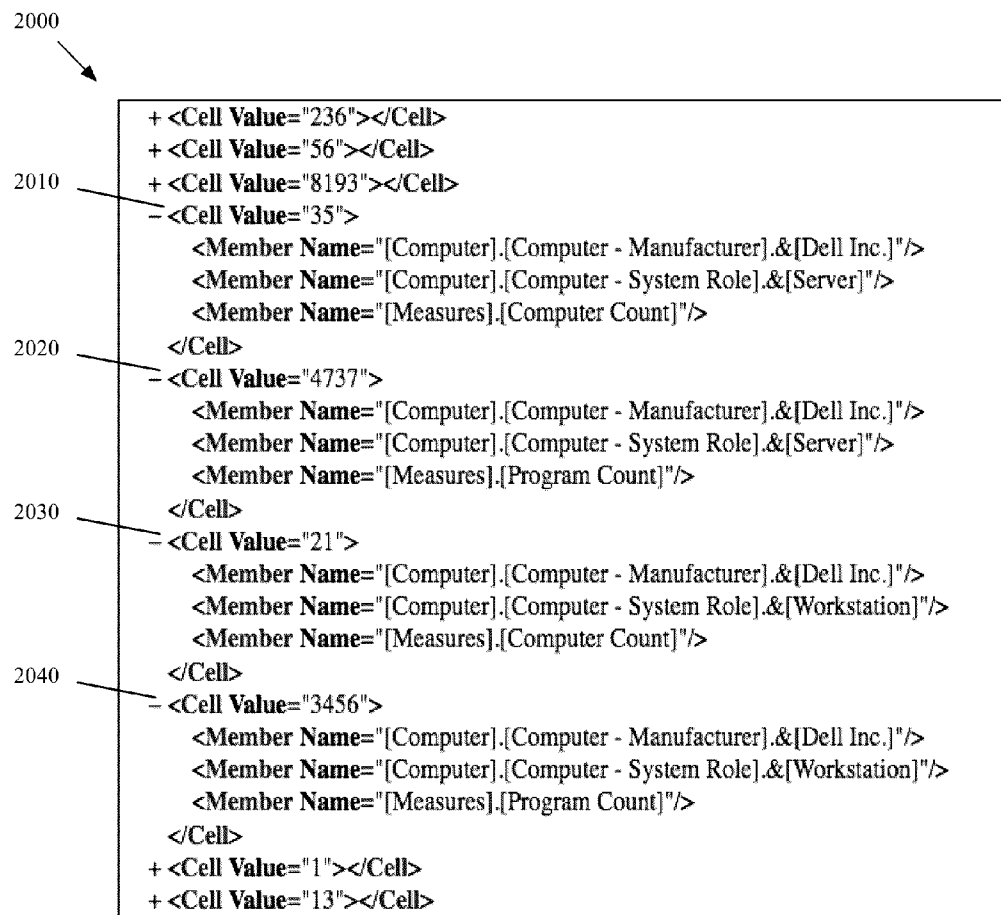 2000
+ <Cell Value="236"></Cell>
+ <Cell Value="56"></Cell>
+ <Cell Value="8193"></Cell>
2010
– <Cell Value="35">
<Member Name="[Computer].[Computer - Manufacturer].&[Dell Inc.]"/>
<Member Name="[Computer].[Computer - System Role].&[Server]"/>
<Member Name="[Measures].[Computer Count]"/>
</Cell>
2020
– <Cell Value="4737">
<Member Name="[Computer].[Computer - Manufacturer].&[Dell Inc.]"/>
<Member Name="[Computer].[Computer - System Role].&[Server]"/>
<Member Name="[Measures].[Program Count]"/>
</Cell>
2030
– <Cell Value="21">
<Member Name="[Computer].[Computer - Manufacturer].&[Dell Inc.]"/>
<Member Name="[Computer].[Computer - System Role].&[Workstation]"/>
<Member Name="[Measures].[Computer Count]"/>
</Cell>
2040
– <Cell Value="3456">
<Member Name="[Computer].[Computer - Manufacturer].&[Dell Inc.]"/>
<Member Name="[Computer].[Computer - System Role].&[Workstation]"/>
<Member Name="[Measures].[Program Count]"/>
</Cell>
+ <Cell Value="1"></Cell>
+ <Cell Value="13"></Cell>